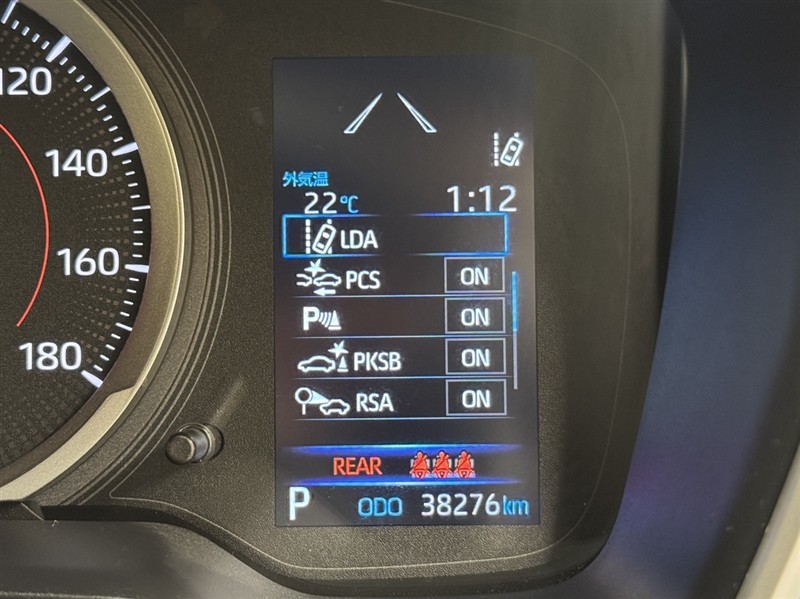 120
140
160
180
外気温
22℃
1:12
LDA
PCS ON
P ON
PKSB ON
RSA ON
REAR
P ODO 38276km